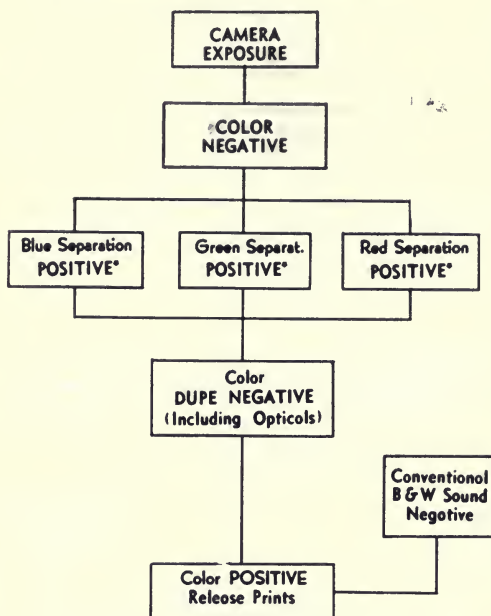 CAMERA
EXPOSURE
COLOR
NEGATIVE
Blue Separation
POSITIVE*
Green Separat.
POSITIVE*
Red Separation
POSITIVE*
Color
DUPE NEGATIVE
(Including Opticols)
Conventional
B & W Sound
Negotive
Color POSITIVE
Releose Prints